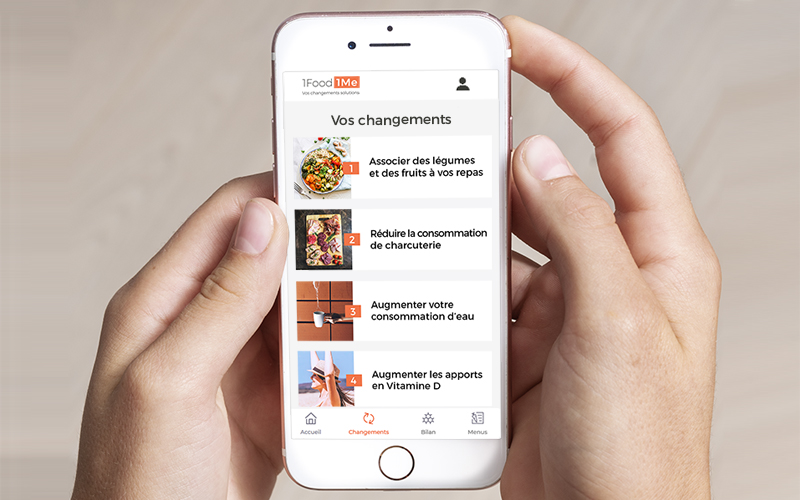 1Food 1Me
Vos changements solutions
Vos changements
1
Associer des légumes
et des fruits à vos repas
2
Réduire la consommation
de charcuterie
3
Augmenter votre
consommation d'eau
4
Augmenter les apports
en Vitamine D
Accueil Changements Bilan Menus